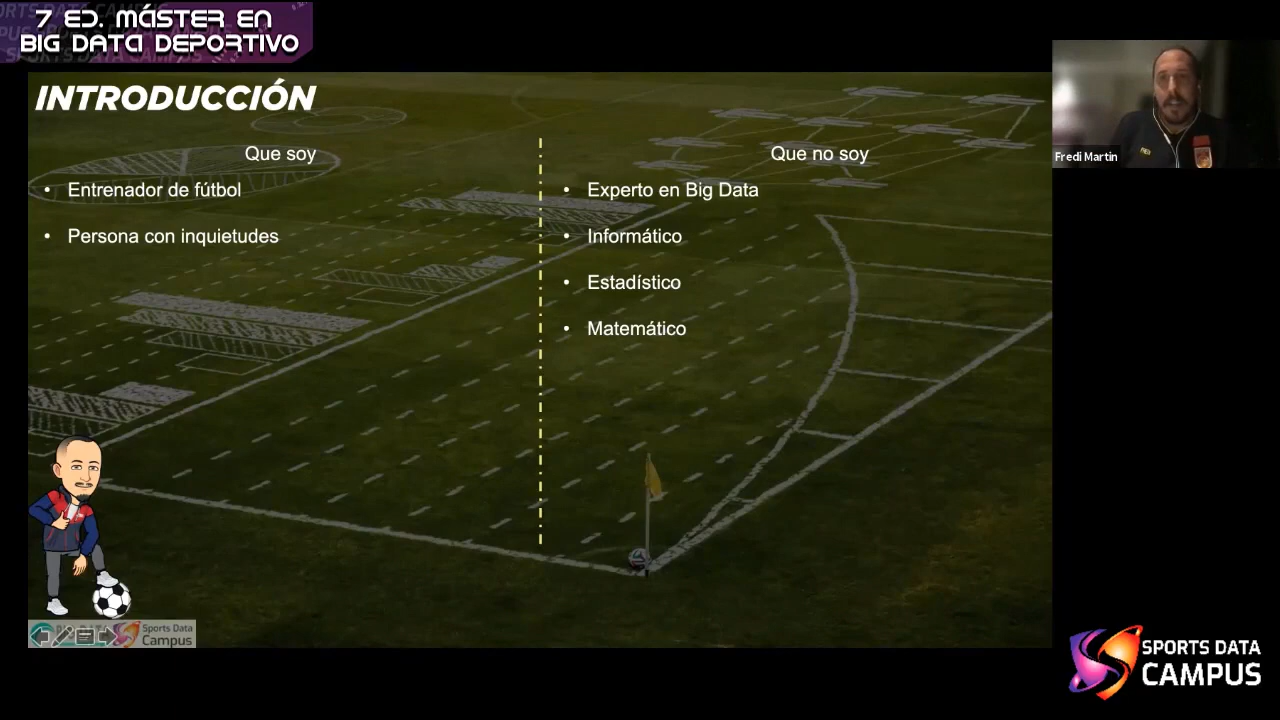 7 ED. MÁSTER EN
BIG DATA DEPORTIVO
INTRODUCCIÓN
Que soy
• Entrenador de fútbol
• Persona con inquietudes
Que no soy
• Experto en Big Data
• Informático
• Estadístico
• Matemático
Fredi Martin
Sports Data
Campus
SPORTS DATA
CAMPUS